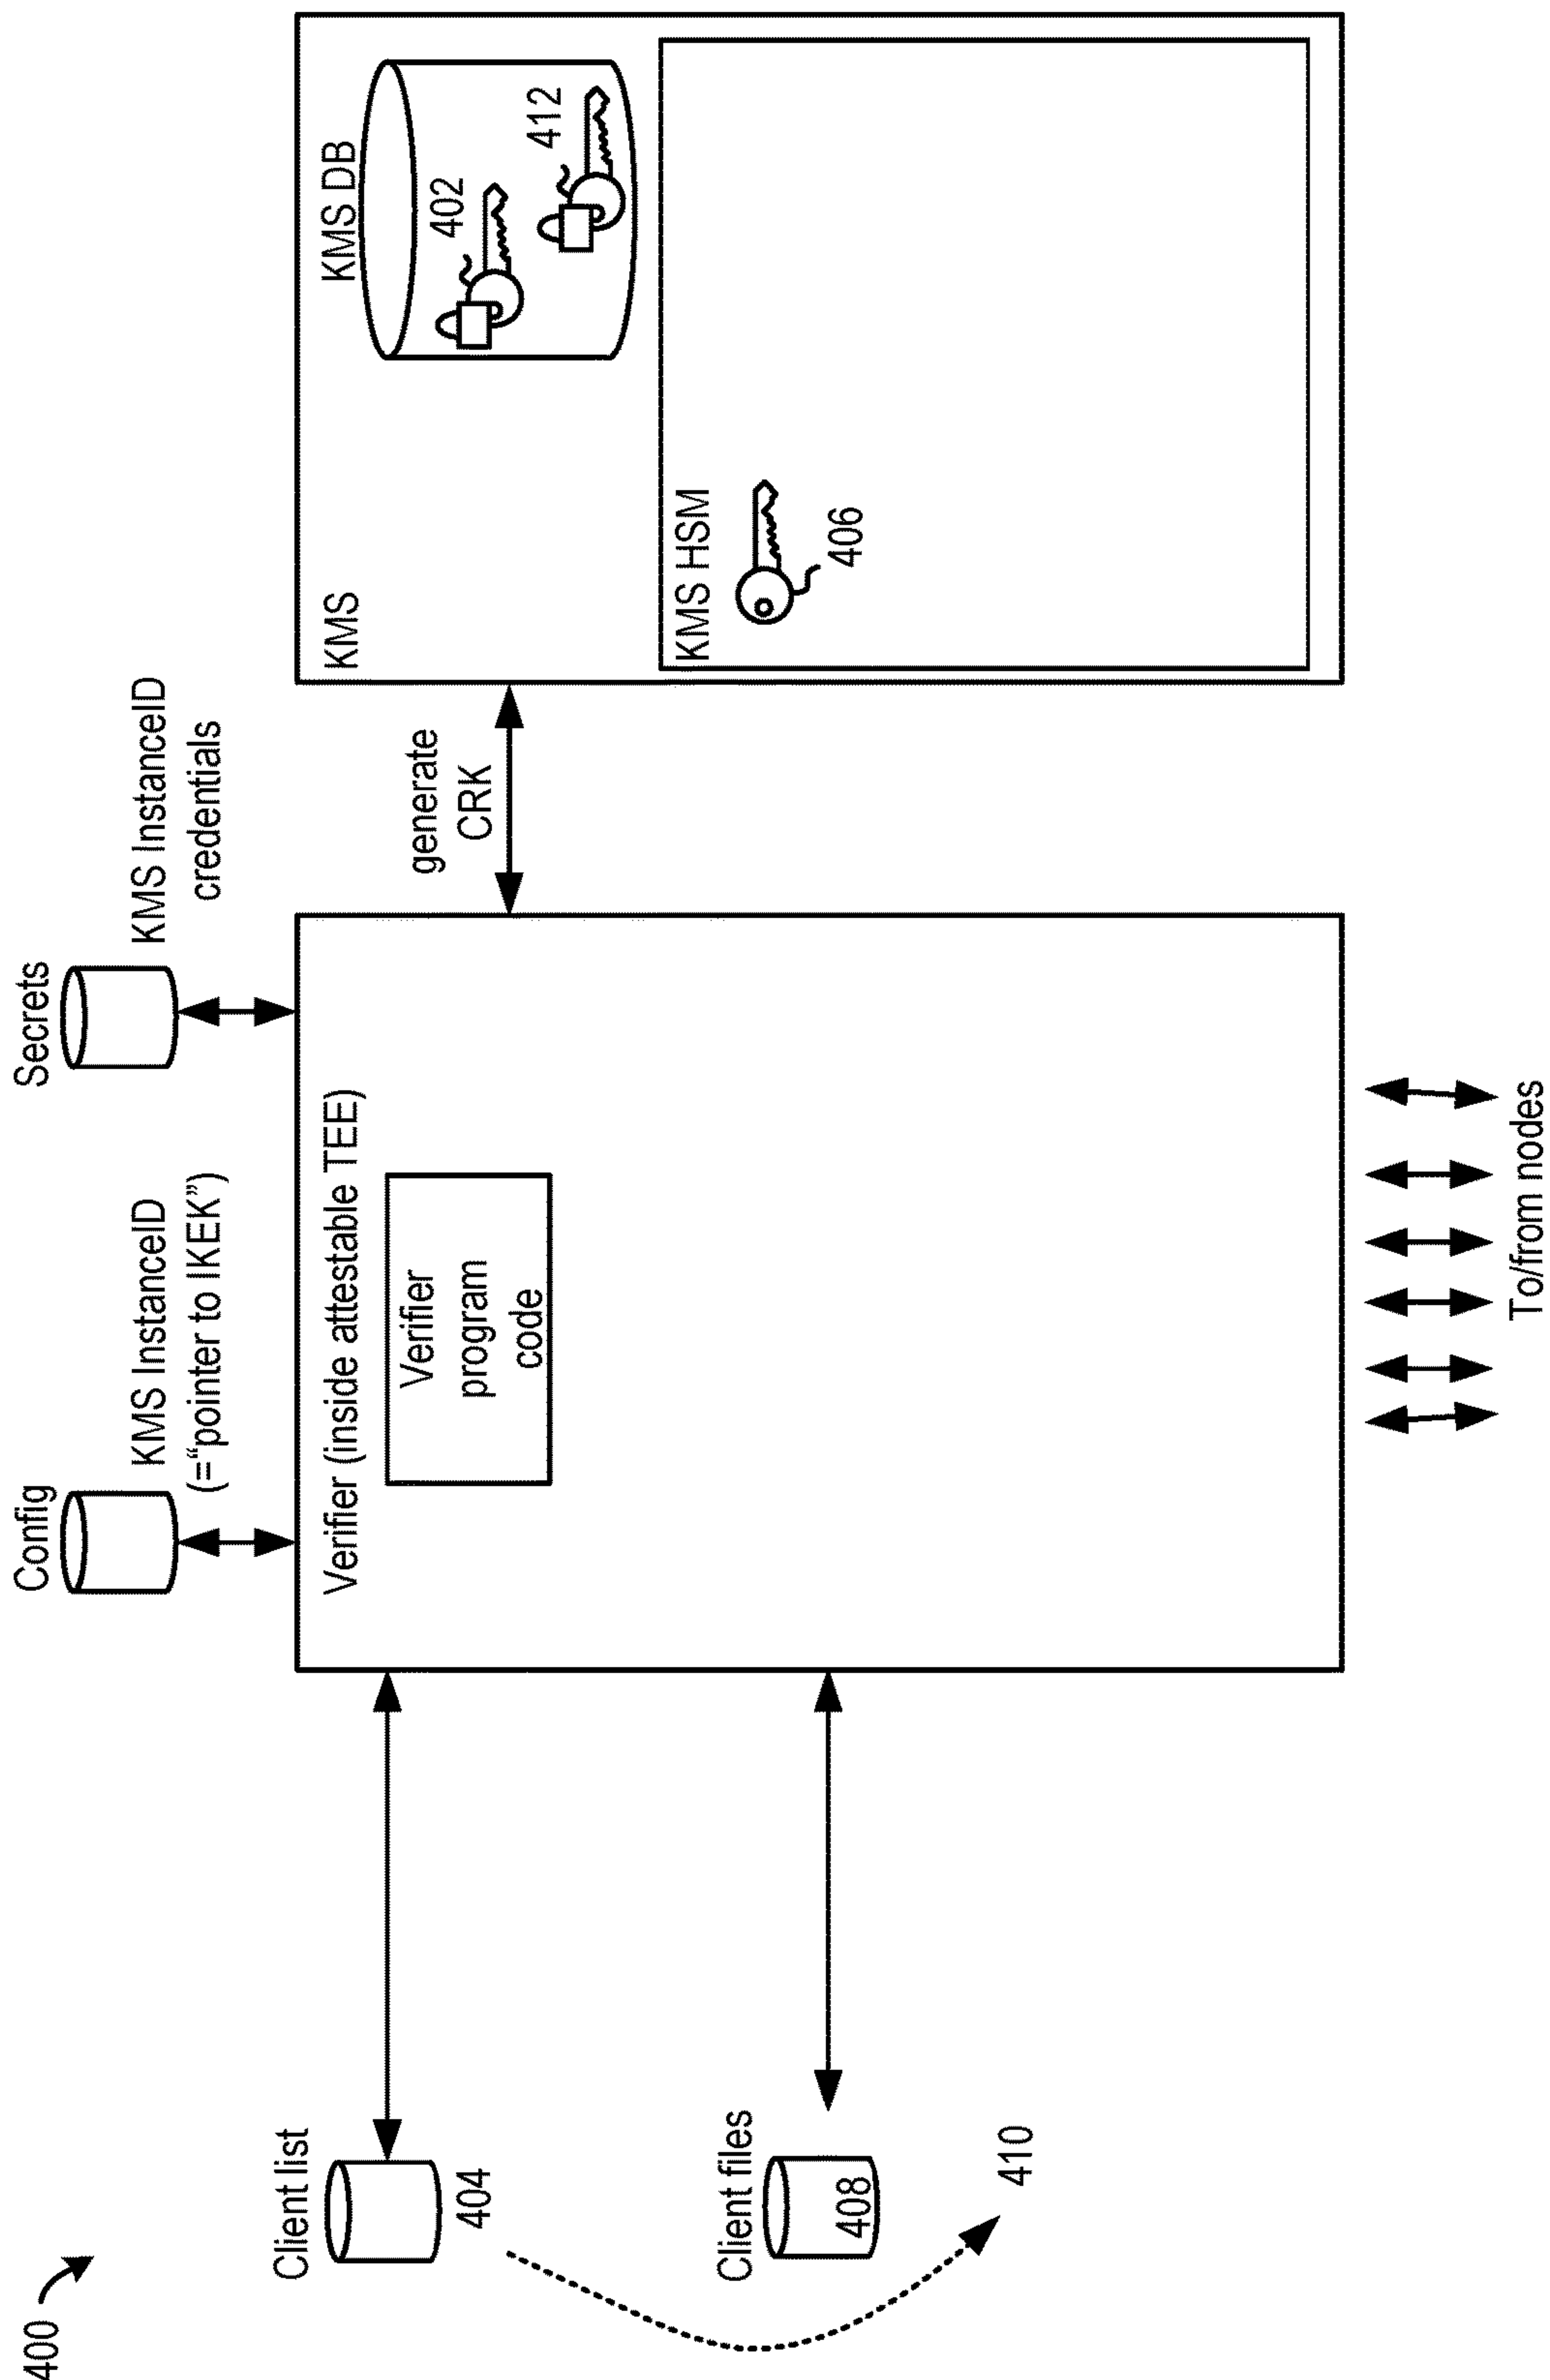 400
Config
KMS InstanceID
(=“pointer to IKEK”)
Secrets
KMS InstanceID
credentials
Client list
404
Client files
408
410
Verifier (inside attestable TEE)
Verifier
program
code
generate
CRK
KMS
KMS DB
402
412
KMS HSM
406
To/from nodes